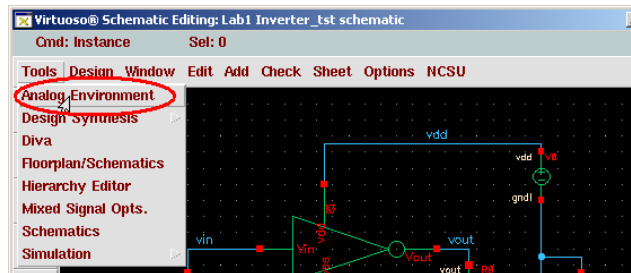 Virtuoso® Schematic Editing: Lab1 Inverter_tst schematic
Cmd: Instance Sel: 0
Tools Design Window Edit Add Check Sheet Options NCSU
Analog Environment
Design Synthesis
Diva
Floorplan/Schematics
Hierarchy Editor
Mixed Signal Opts.
Schematics
Simulation
vdd
vdd v0
gnd!
vdd
vin
Vin
Vout
vout
vout R0